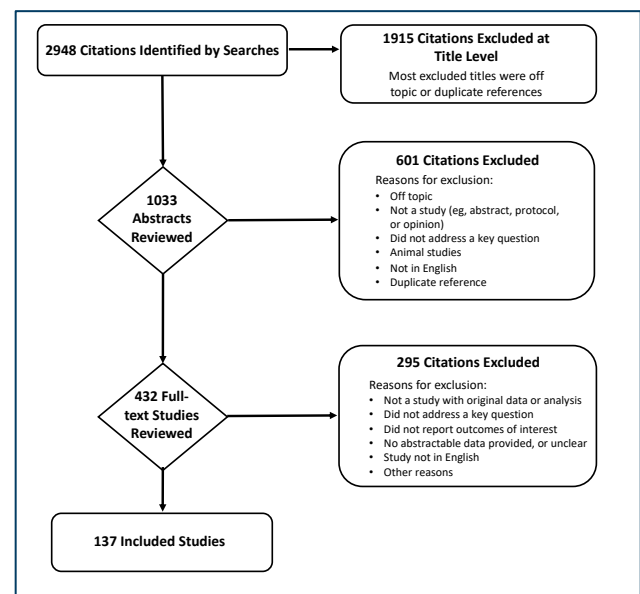 2948 Citations Identified by Searches
1915 Citations Excluded at
Title Level
Most excluded titles were off
topic or duplicate references
1033
Abstracts
Reviewed
601 Citations Excluded
Reasons for exclusion:
• Off topic
• Not a study (eg, abstract, protocol,
or opinion)
• Did not address a key question
• Animal studies
• Not in English
• Duplicate reference
432 Full-
text Studies
Reviewed
295 Citations Excluded
Reasons for exclusion:
• Not a study with original data or analysis
• Did not address a key question
• Did not report outcomes of interest
• No abstractable data provided, or unclear
• Study not in English
• Other reasons
137 Included Studies